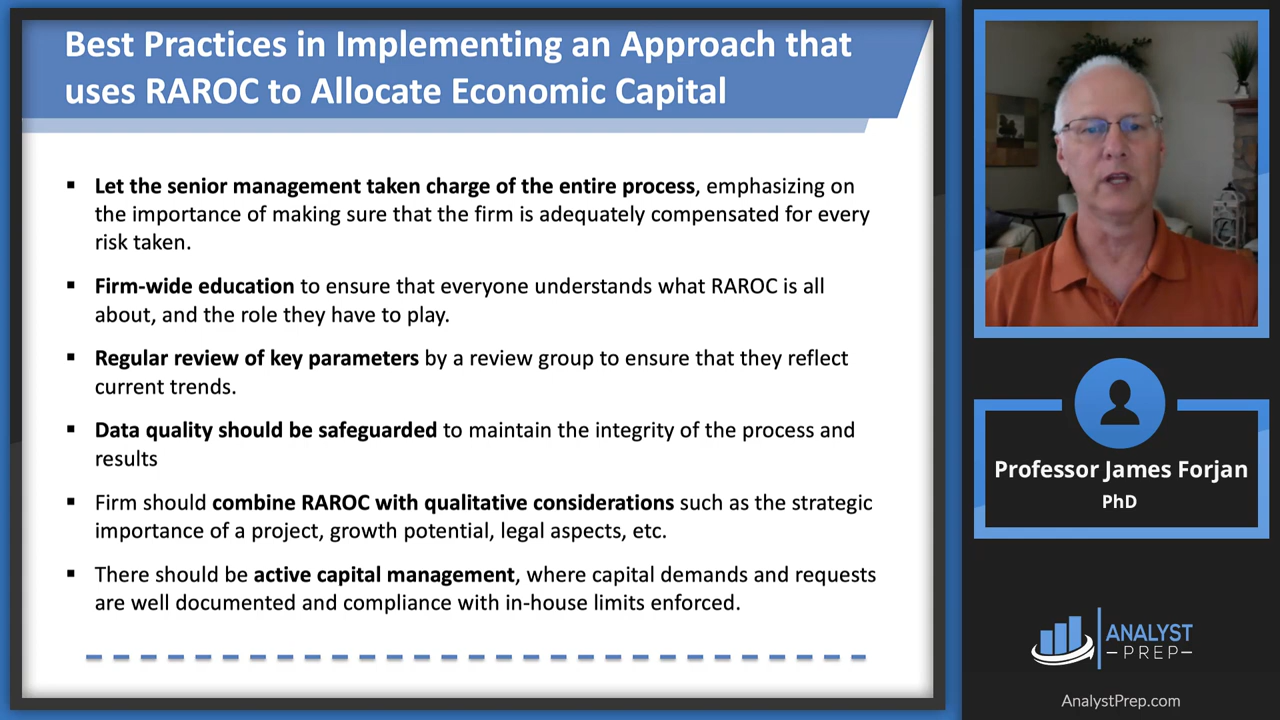 Best Practices in Implementing an Approach that
uses RAROC to Allocate Economic Capital
▪ Let the senior management taken charge of the entire process, emphasizing on
the importance of making sure that the firm is adequately compensated for every
risk taken.
▪ Firm-wide education to ensure that everyone understands what RAROC is all
about, and the role they have to play.
▪ Regular review of key parameters by a review group to ensure that they reflect
current trends.
▪ Data quality should be safeguarded to maintain the integrity of the process and
results
▪ Firm should combine RAROC with qualitative considerations such as the strategic
importance of a project, growth potential, legal aspects, etc.
▪ There should be active capital management, where capital demands and requests
are well documented and compliance with in-house limits enforced.
Professor James Forjan
PhD
ANALYST
PREP
AnalystPrep.com